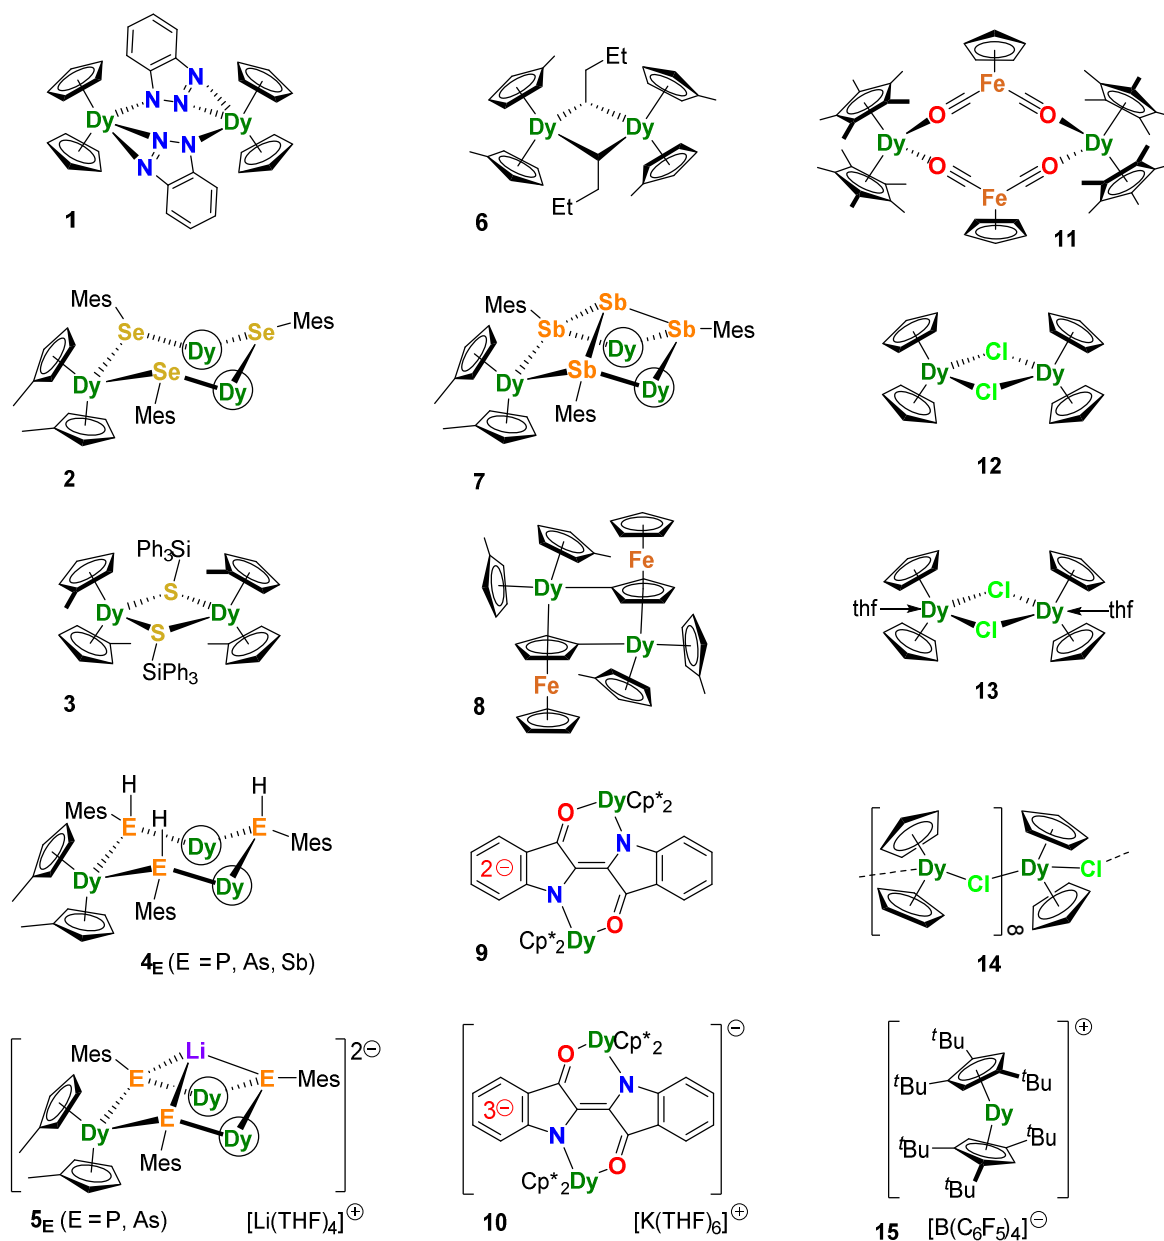 N
N
N
Dy
Dy
N
N
N
1
Et
Dy
Dy
Et
6
Fe
O
O
Dy
Dy
O
O
Fe
11
Mes
Se
Se
Mes
Dy
Dy
Se
Dy
Mes
2
Mes
Sb
Sb
Sb
Mes
Dy
Dy
Sb
Dy
Mes
7
Cl
Dy
Dy
Cl
12
Ph3Si
S
Dy
Dy
S
SiPh3
3
Fe
Dy
Dy
Fe
8
Cl
thf
Dy
Dy
thf
Cl
13
H
H
H
Mes
E
E
Mes
Dy
Dy
E
Dy
Mes
4E (E = P, As, Sb)
DyCp*2
O
N
2⊖
N
O
Cp*2Dy
9
Dy
Cl
Dy
Cl
∞
14
2⊖
Li
Mes
E
E
Mes
Dy
Dy
E
Dy
Mes
5E (E = P, As)
[Li(THF)4]⊕
⊖
DyCp*2
O
N
3⊖
N
O
Cp*2Dy
10
[K(THF)6]⊕
⊕
tBu
tBu
tBu
Dy
tBu
tBu
tBu
15
[B(C6F5)4]⊖